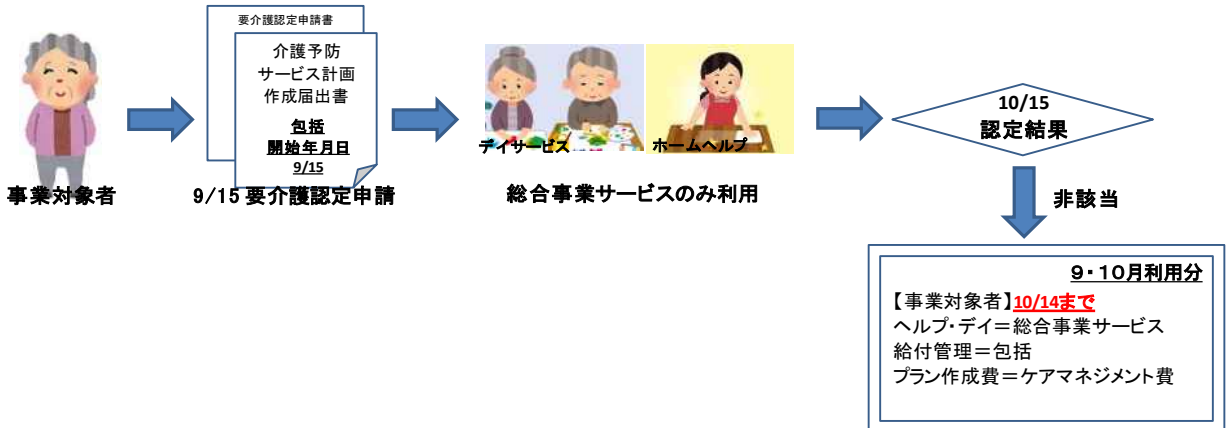 要介護認定申請書
介護予防
サービス計画
作成届出書
包括
開始年月日
9/15
事業対象者
9/15 要介護認定申請
デイサービス
ホームヘルプ
総合事業サービスのみ利用
10/15
認定結果
非該当
9・10月利用分
【事業対象者】10/14まで
ヘルプ・デイ＝総合事業サービス
給付管理＝包括
プラン作成費＝ケアマネジメント費